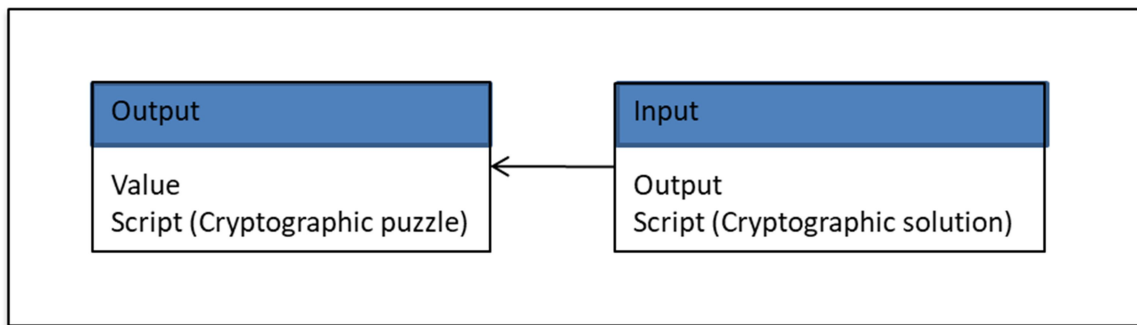 Output
Value
Script (Cryptographic puzzle)
Input
Output
Script (Cryptographic solution)